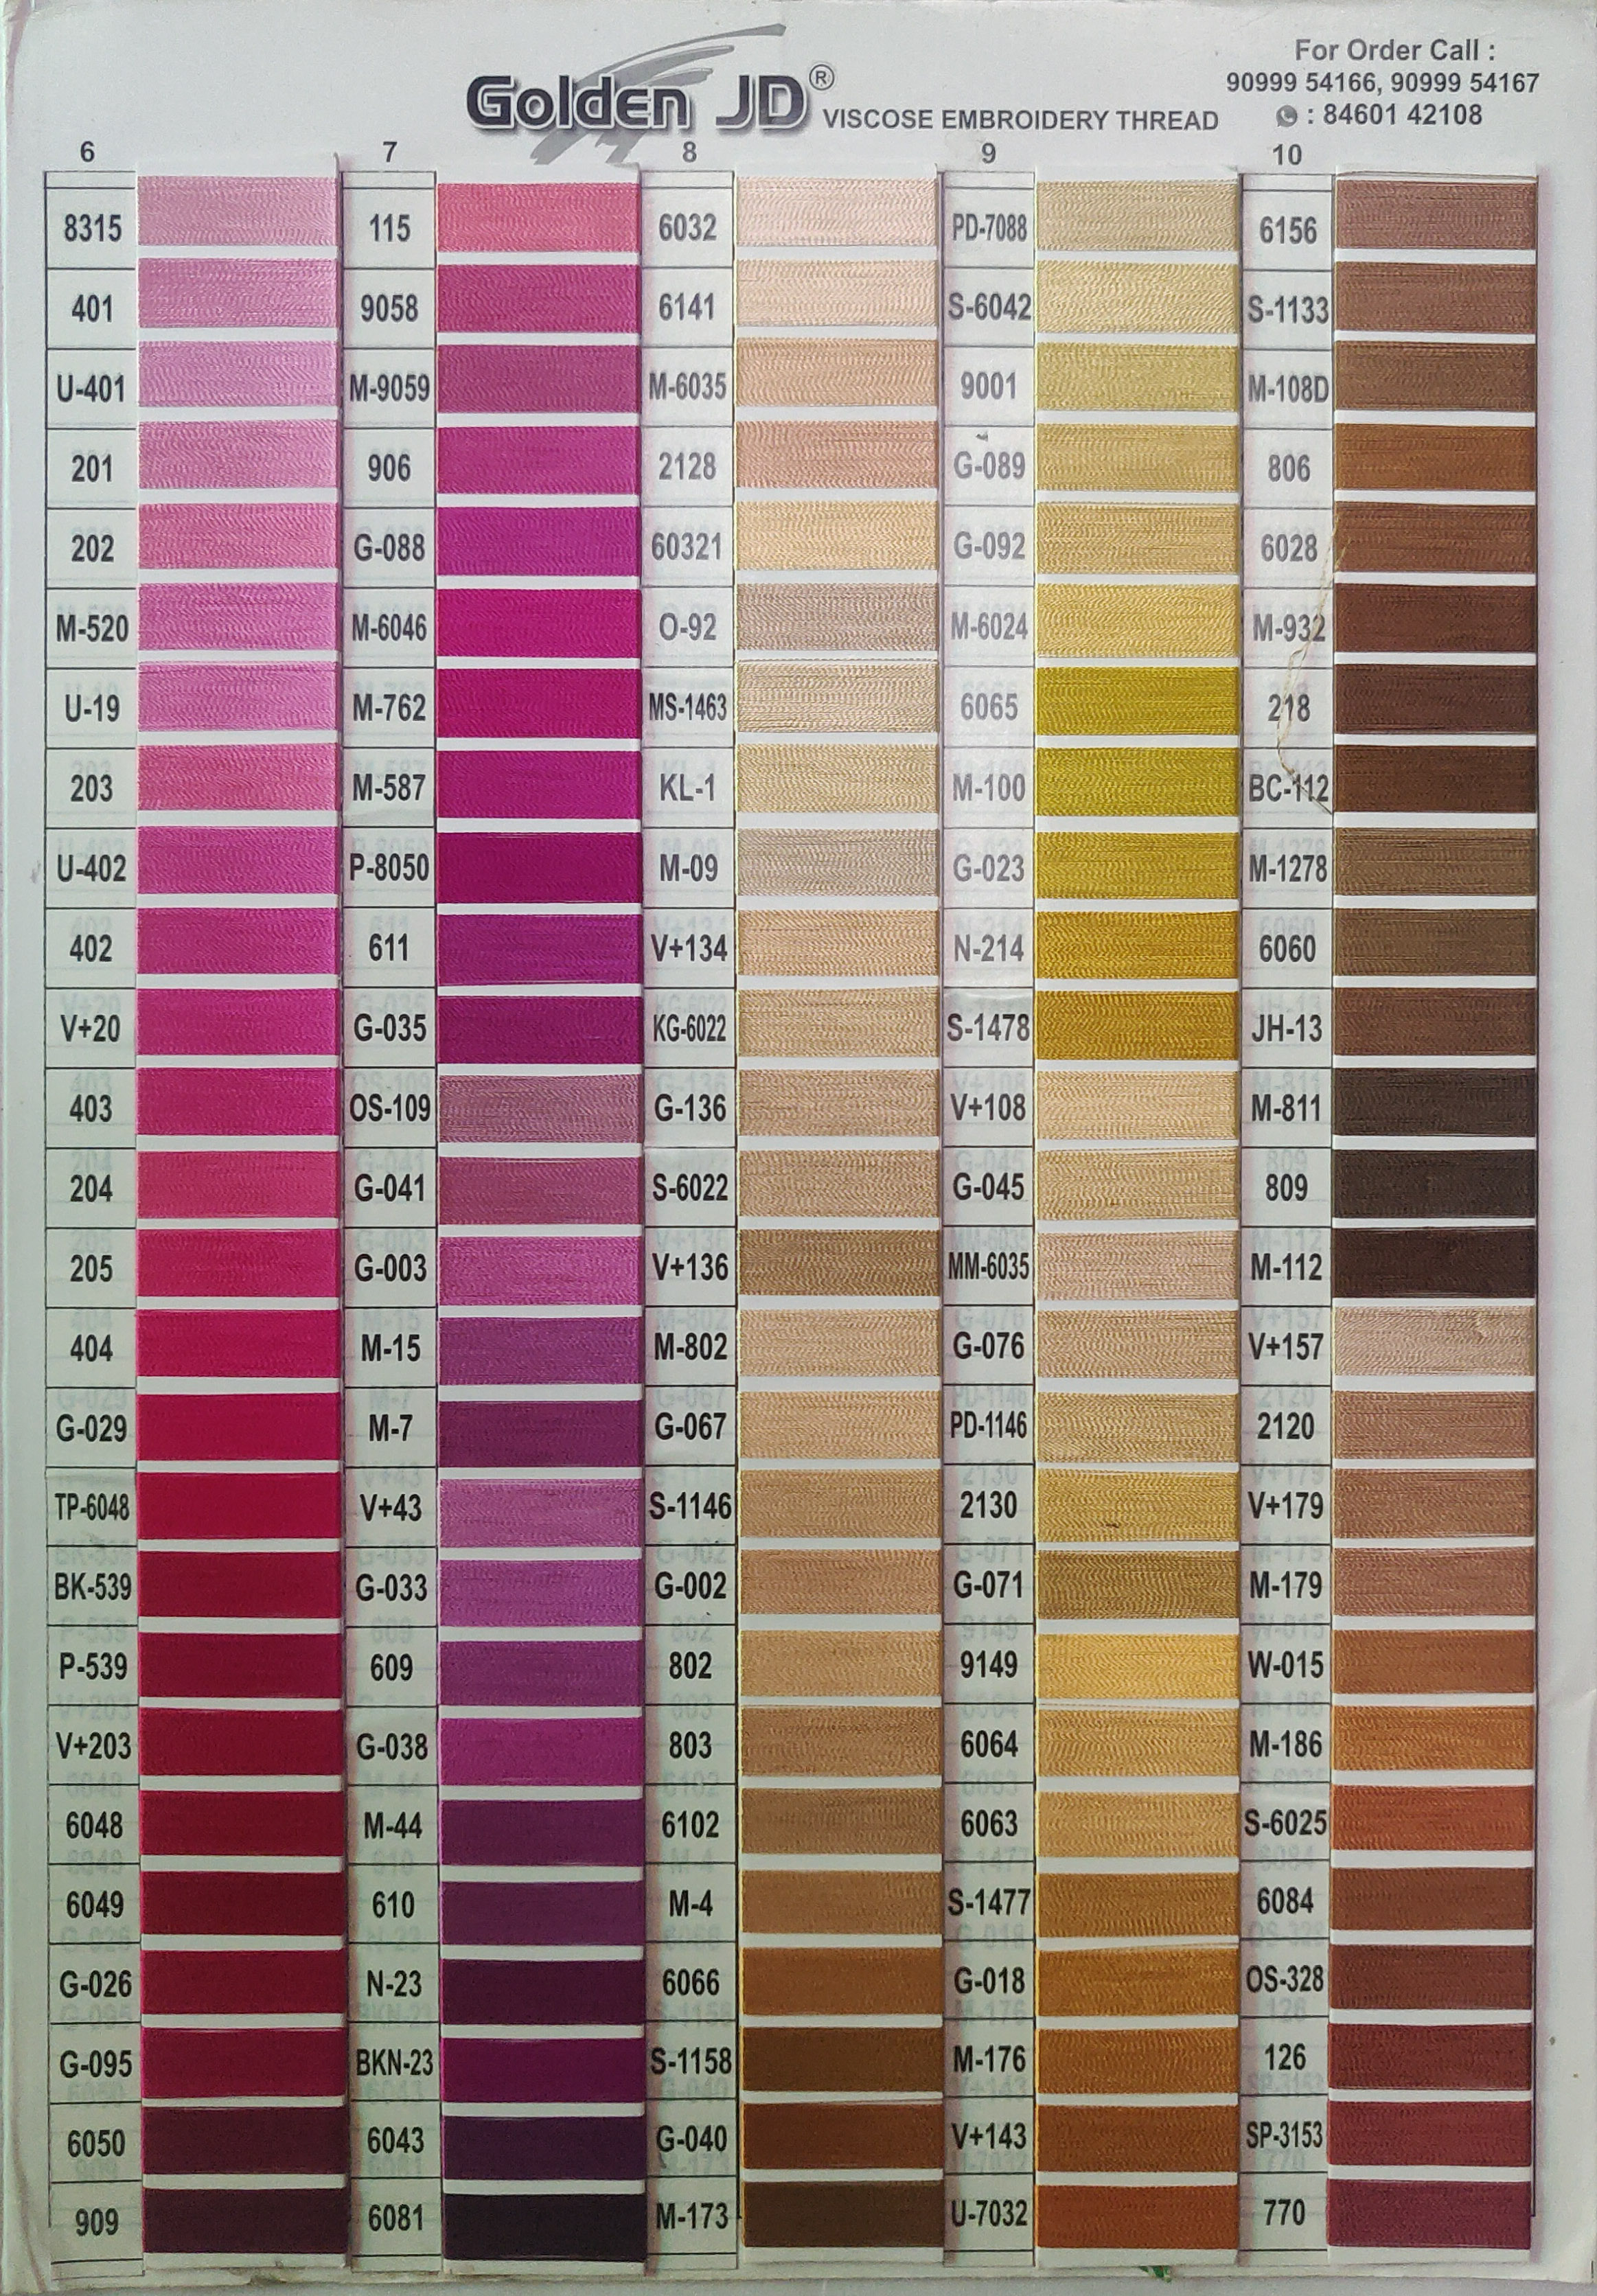 Golden JD®
VISCOSE EMBROIDERY THREAD
For Order Call :
90999 54166, 90999 54167
: 84601 42108
6 7 8 9 10
8315 115 6032 PD-7088 6156
401 9058 6141 S-6042 S-1133
U-401 M-9059 M-6035 9001 M-108D
201 906 2128 G-089 806
202 G-088 60321 G-092 6028
M-520 M-6046 O-92 M-6024 M-932
U-19 M-762 MS-1463 6065 218
203 M-587 KL-1 M-100 BC-112
U-402 P-8050 M-09 G-023 M-1278
402 611 V+134 N-214 6060
V+20 G-035 KG-6022 S-1478 JH-13
403 OS-109 G-136 V+108 M-811
204 G-041 S-6022 G-045 809
205 G-003 V+136 MM-6035 M-112
404 M-15 M-802 G-076 V+157
G-029 M-7 G-067 PD-1146 2120
TP-6048 V+43 S-1146 2130 V+179
BK-539 G-033 G-002 G-071 M-179
P-539 609 802 9149 W-015
V+203 G-038 803 6064 M-186
6048 M-44 6102 6063 S-6025
6049 610 M-4 S-1477 6084
G-026 N-23 6066 G-018 OS-328
G-095 BKN-23 S-1158 M-176 126
6050 6043 G-040 V+143 SP-3153
909 6081 M-173 U-7032 770